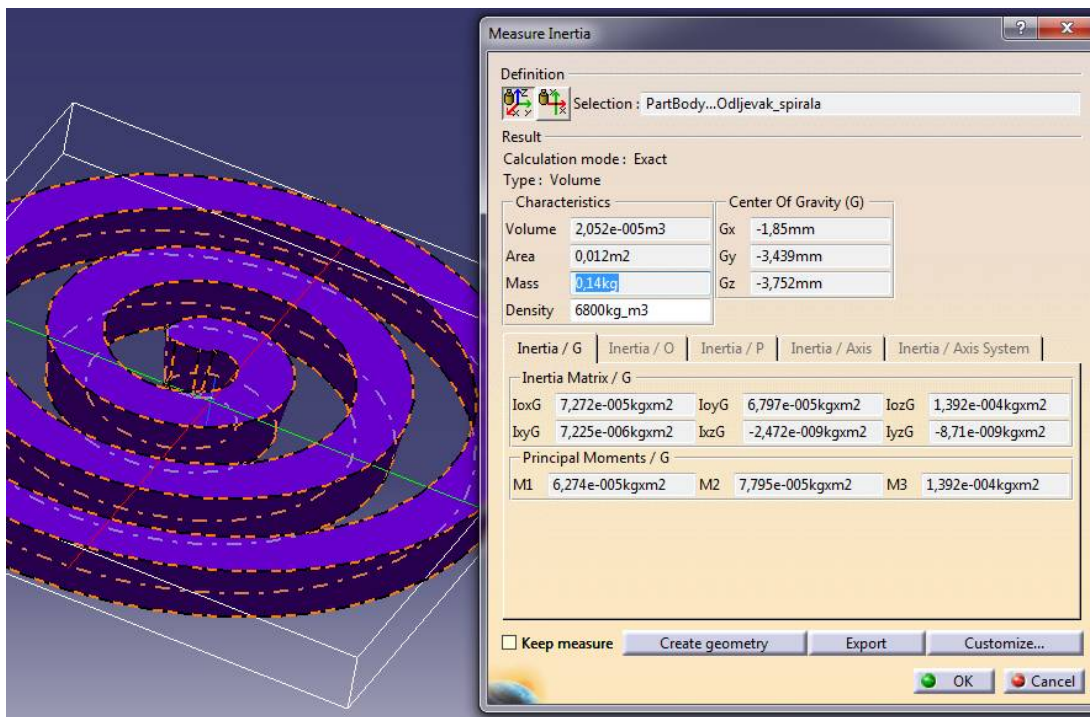 Measure Inertia
Definition
Selection : PartBody...Odljevak_spirala
Result
Calculation mode : Exact
Type : Volume
Characteristics Center Of Gravity (G)
Volume 2,052e-005m3 Gx -1,85mm
Area 0,012m2 Gy -3,439mm
Mass 0,14kg Gz -3,752mm
Density 6800kg_m3
Inertia / G Inertia / O Inertia / P Inertia / Axis Inertia / Axis System
Inertia Matrix / G
IoxG 7,272e-005kgxm2 IoyG 6,797e-005kgxm2 IozG 1,392e-004kgxm2
IxyG 7,225e-006kgxm2 IxzG -2,472e-009kgxm2 IyzG -8,71e-009kgxm2
Principal Moments / G
M1 6,274e-005kgxm2 M2 7,795e-005kgxm2 M3 1,392e-004kgxm2
Keep measure Create geometry Export Customize...
OK Cancel